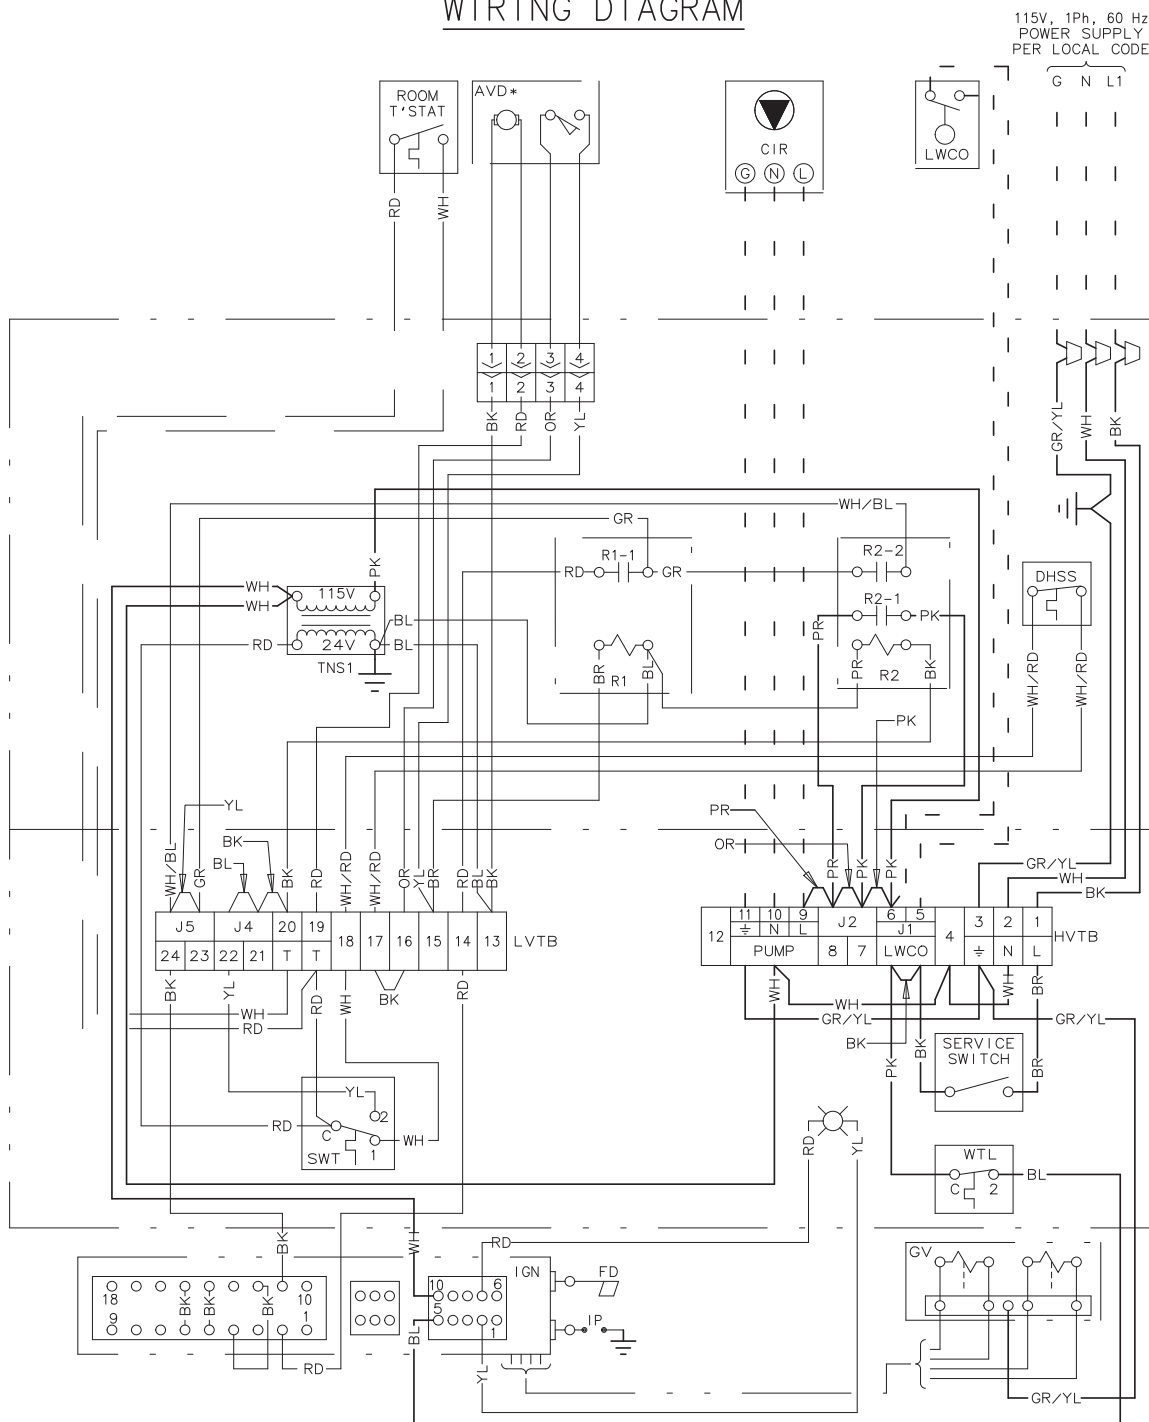 WIRING DIAGRAM
115V, 1Ph, 60 Hz
POWER SUPPLY
PER LOCAL CODE
G N L1
ROOM
T'STAT
AVD*
CIR
G N L
LWCO
RD
WH
1 2 3 4
1 2 3 4
BK
RD
OR
YL
GR/YL
WH
BK
WH/BL
GR
PK
R1-1
RD
GR
R2-2
DHSS
WH
WH
115V
R2-1
PK
PR
BL
RD
24V
BL
TNS1
BR
BL
R1
PR
BK
R2
WH/RD
WH/RD
PK
YL
PR
BK
OR
BL
WH/BL
GR
BK
RD
WH/RD
WH/RD
OR
YL
BR
RD
BL
BK
PR
PK
PK
GR/YL
WH
BK
J5
J4
20
19
18
17
16
15
14
13
LVTB
24
23
22
21
T
T
12
11
10
9
N
L
J2
6
5
J1
4
3
2
1
HVTB
PUMP
8
7
LWCO
N
L
BK
YL
WH
RD
RD
WH
BK
RD
WH
WH
GR/YL
WH
BR
GR/YL
BK
BK
PK
SERVICE
SWITCH
BR
YL
2
RD
C
1
WH
SWT
RD
YL
WTL
C
2
BL
BK
WH
RD
IGN
FD
GV
18
10
9
1
BK
BK
BK
BK
10
6
5
1
IP
BL
RD
YL
GR/YL